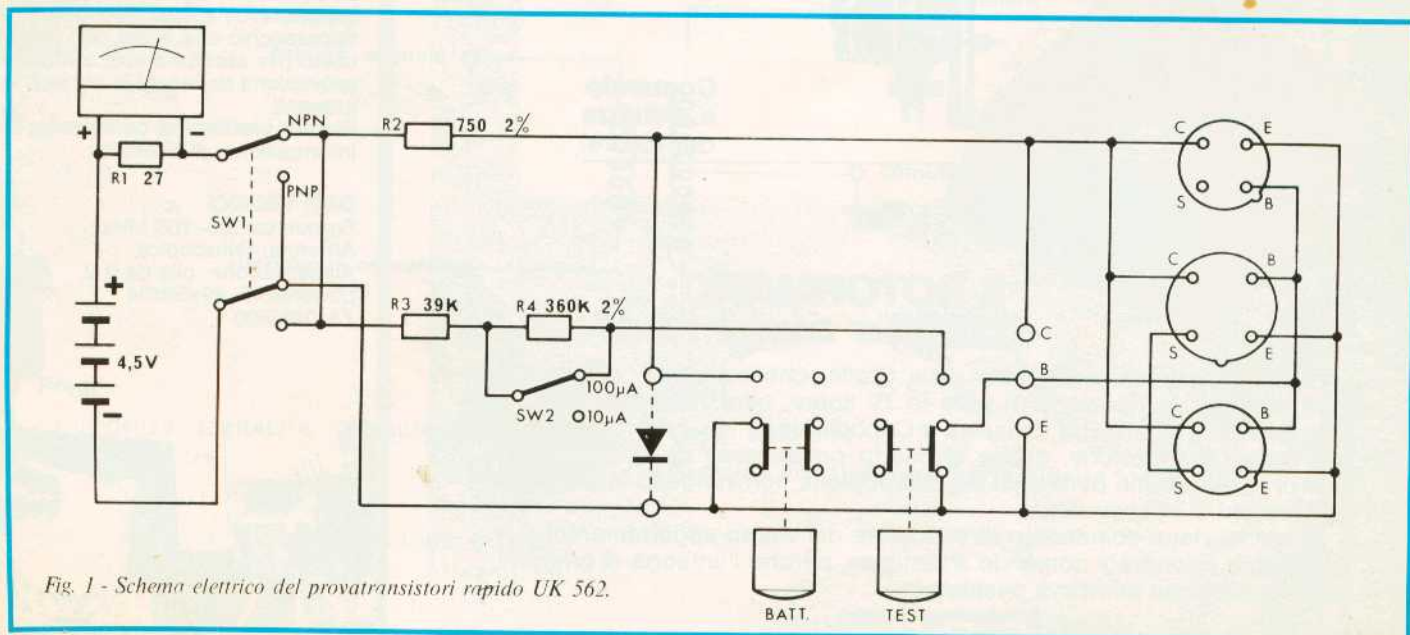 + −
R1 27
NPN
PNP
SW1
R2 750 2%
+
4,5V
−
R3 39K
R4 360K 2%
100µA
SW2
10µA
C
B
E
C E
S B
C B
S E
C B
S E
BATT.
TEST
Fig. 1 - Schema elettrico del provatransistori rapido UK 562.